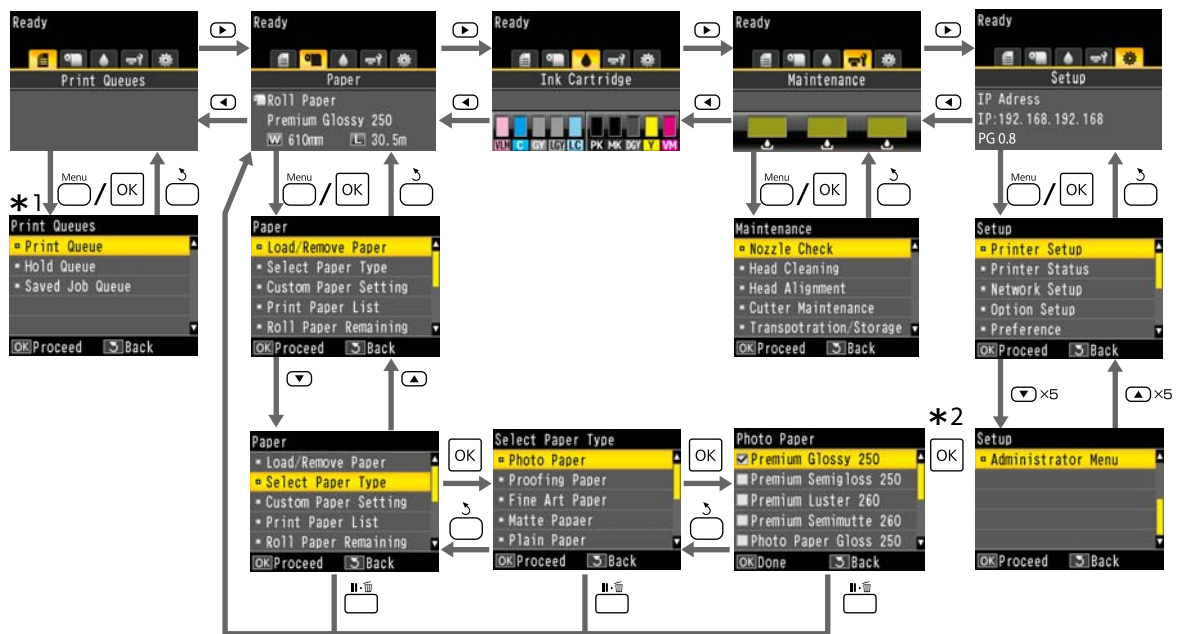 Ready
Print Queues
Ready
Paper
Roll Paper
Premium Glossy 250
W 610mm L 30.5m
Ready
Ink Cartridge
VLM C GY LGY LC PK MK DGY Y VM
Ready
Maintenance
Ready
Setup
IP Adress
IP:192.168.192.168
PG 0.8
*1
Menu
/ OK
Print Queues
Print Queue
Hold Queue
Saved Job Queue
OK Proceed Back
Menu
/ OK
Paper
Load/Remove Paper
Select Paper Type
Custom Paper Setting
Print Paper List
Roll Paper Remaining
OK Proceed Back
Menu
/ OK
Maintenance
Nozzle Check
Head Cleaning
Head Alignment
Cutter Maintenance
Transpotration/Storage
OK Proceed Back
Menu
/ OK
Setup
Printer Setup
Printer Status
Network Setup
Option Setup
Preference
OK Proceed Back
×5
×5
Paper
Load/Remove Paper
Select Paper Type
Custom Paper Setting
Print Paper List
Roll Paper Remaining
OK Proceed Back
OK
Select Paper Type
Photo Paper
Proofing Paper
Fine Art Paper
Matte Papaer
Plain Paper
OK Proceed Back
OK
Photo Paper
Premium Glossy 250
Premium Semigloss 250
Premium Luster 260
Premium Semimutte 260
Photo Paper Gloss 250
OK Done Back
*2
OK
Setup
Administrator Menu
OK Proceed Back